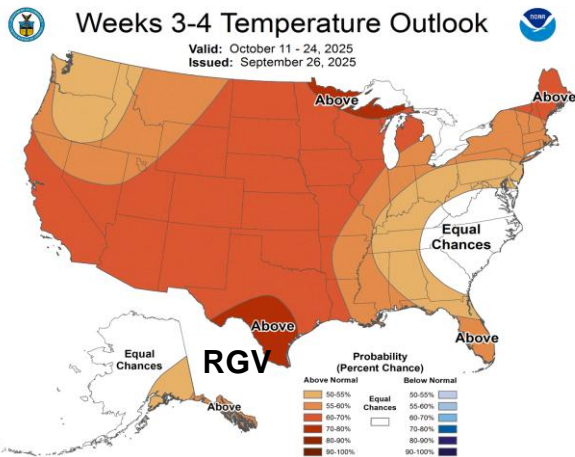 Weeks 3-4 Temperature Outlook
Valid: October 11 - 24, 2025
Issued: September 26, 2025
NOAA
Above
Above
Equal
Chances
Above
Above
Equal
Chances
RGV
Above
Probability
(Percent Chance)
Above Normal
50-55%
55-60%
60-70%
70-80%
80-90%
90-100%
Equal
Chances
Below Normal
50-55%
55-60%
60-70%
70-80%
80-90%
90-100%